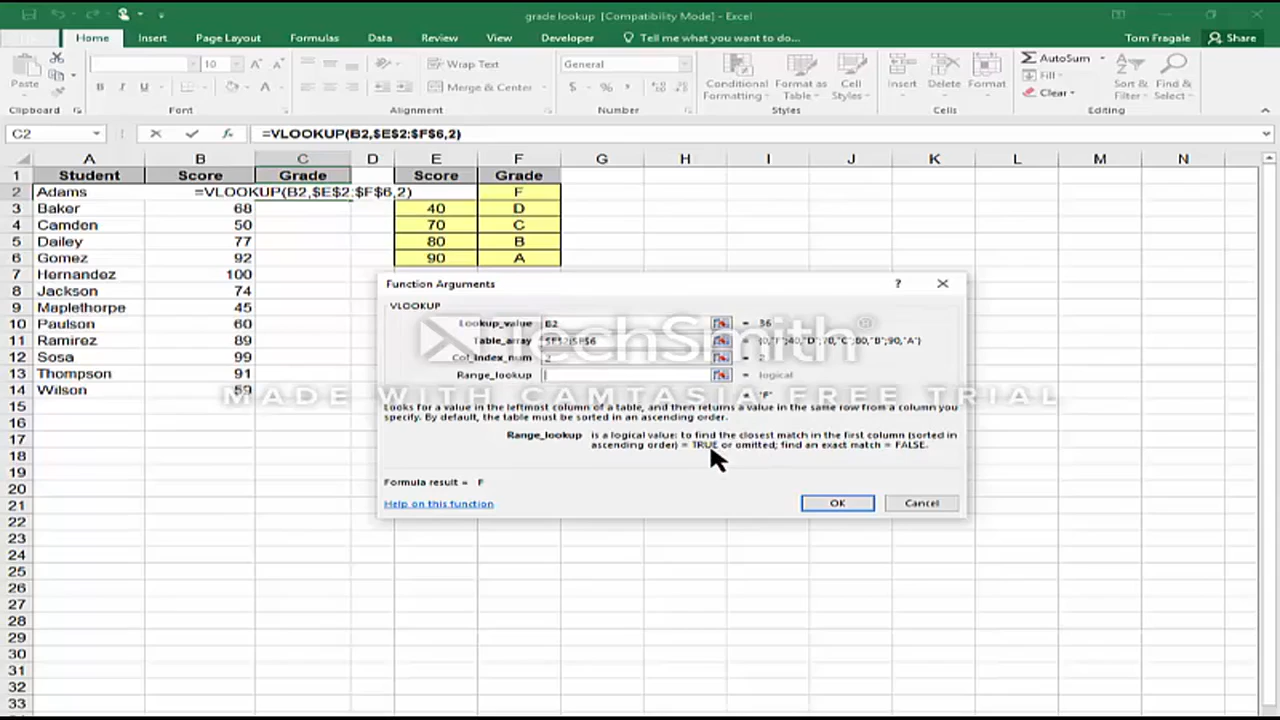 grade lookup [Compatibility Mode] - Excel
Home Insert Page Layout Formulas Data Review View Developer Tell me what you want to do... Tom Fragale Share
Paste 10 A A B I U A Wrap Text Merge & Center General $ % , Conditional Formatting Format as Table Cell Styles Insert Delete Format AutoSum Fill Clear Sort & Filter Find & Select
Clipboard Font Alignment Number Styles Cells Editing
C2 fx =VLOOKUP(B2,$E$2:$F$6,2)
A B C D E F G H I J K L M N
1 Student Score Grade Score Grade
2 Adams =VLOOKUP(B2,$E$2:$F$6,2) F
3 Baker 68 40 D
4 Camden 50 70 C
5 Dailey 77 80 B
6 Gomez 92 90 A
7 Hernandez 100
8 Jackson 74
9 Maplethorpe 45
10 Paulson 60
11 Ramirez 89
12 Sosa 99
13 Thompson 91
14 Wilson 59
15
16
17
18
19
20
21
22
23
24
25
26
27
28
29
30
31
32
33
Function Arguments ? X
VLOOKUP
Lookup_value B2 = 36
Table_array $E$2:$F$6 = {0,"F";40,"D";70,"C";80,"B";90,"A"}
Col_index_num 2 = 2
Range_lookup = logical
= "F"
Looks for a value in the leftmost column of a table, and then returns a value in the same row from a column you
specify. By default, the table must be sorted in an ascending order.
Range_lookup is a logical value: to find the closest match in the first column (sorted in
ascending order) = TRUE or omitted; find an exact match = FALSE.
Formula result = F
Help on this function OK Cancel
TechSmith®
MADE WITH CAMTASIA FREE TRIAL